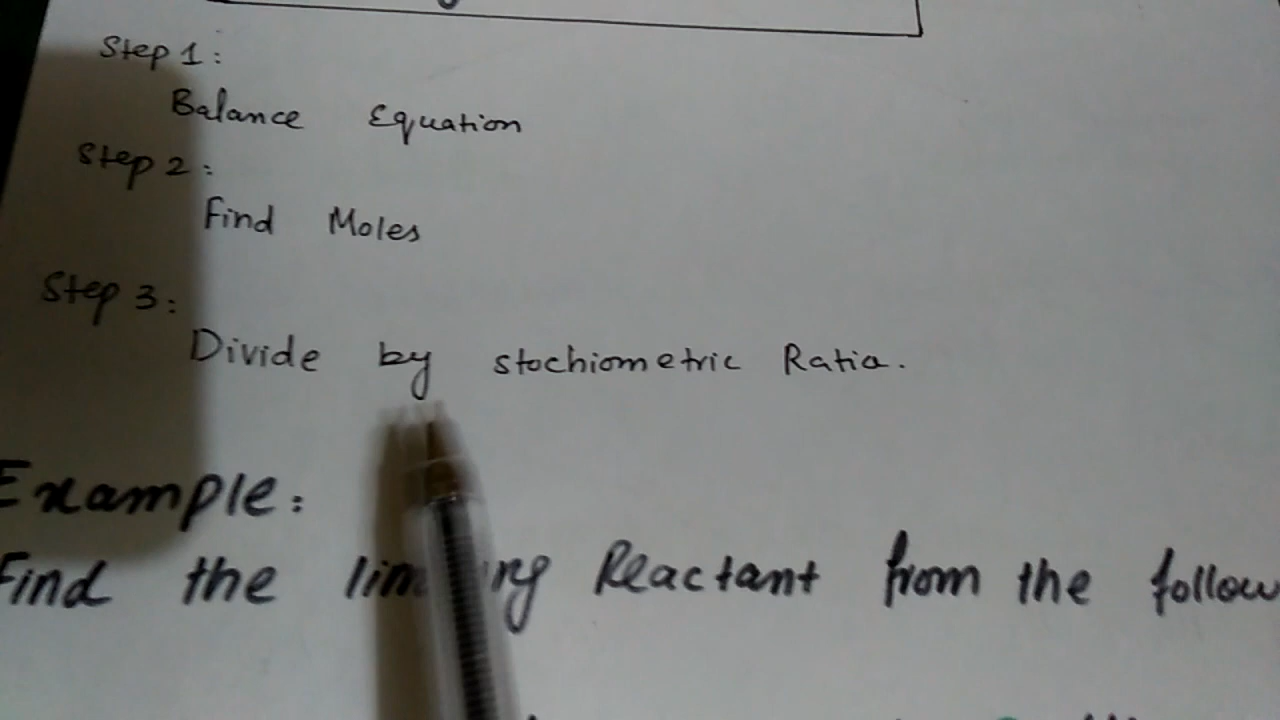 Step 1:
Balance Equation
Step 2:
Find Moles
Step 3:
Divide by stochiometric Ratio.
Example:
Find the Reactant from the follow